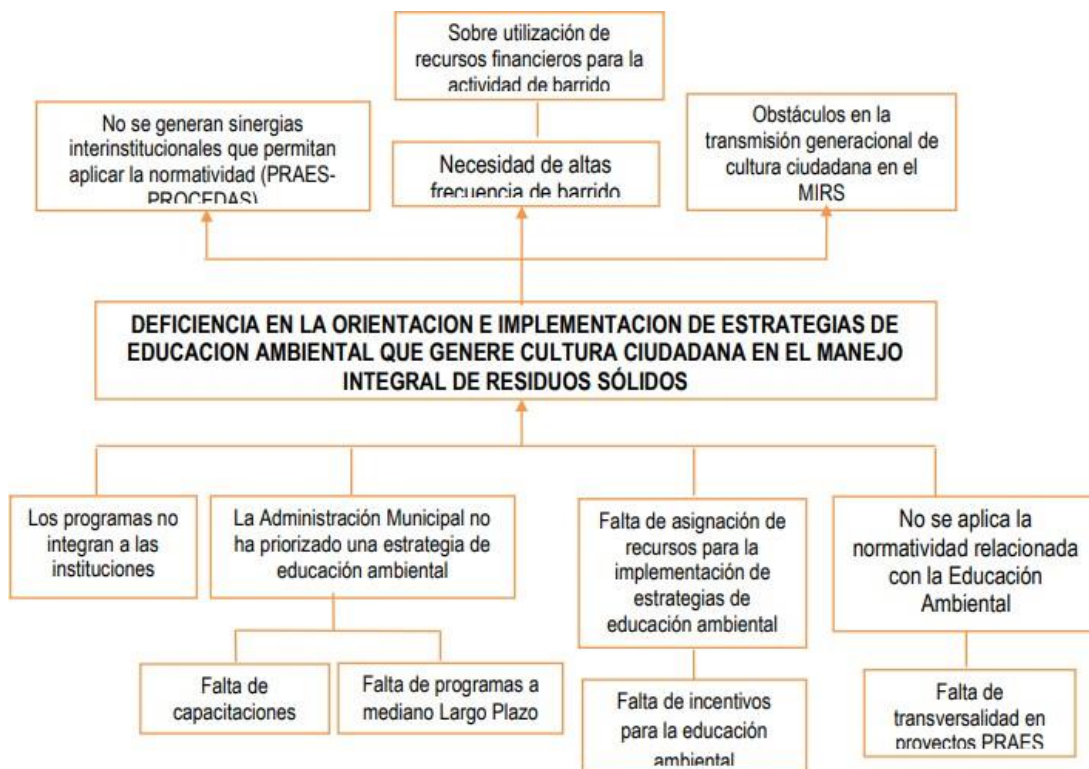 Sobre utilización de
recursos financieros para la
actividad de barrido
No se generan sinergias
interinstitucionales que permitan
aplicar la normatividad (PRAES-
PROCEDAS)
Necesidad de altas
frecuencia de barrido
Obstáculos en la
transmisión generacional de
cultura ciudadana en el
MIRS
DEFICIENCIA EN LA ORIENTACION E IMPLEMENTACION DE ESTRATEGIAS DE
EDUCACION AMBIENTAL QUE GENERE CULTURA CIUDADANA EN EL MANEJO
INTEGRAL DE RESIDUOS SÓLIDOS
Los programas no
integran a las
instituciones
La Administración Municipal no
ha priorizado una estrategia de
educación ambiental
Falta de asignación de
recursos para la
implementación de
estrategias de
educación ambiental
No se aplica la
normatividad relacionada
con la Educación
Ambiental
Falta de
capacitaciones
Falta de programas a
mediano Largo Plazo
Falta de incentivos
para la educación
ambiental
Falta de
transversalidad en
proyectos PRAES